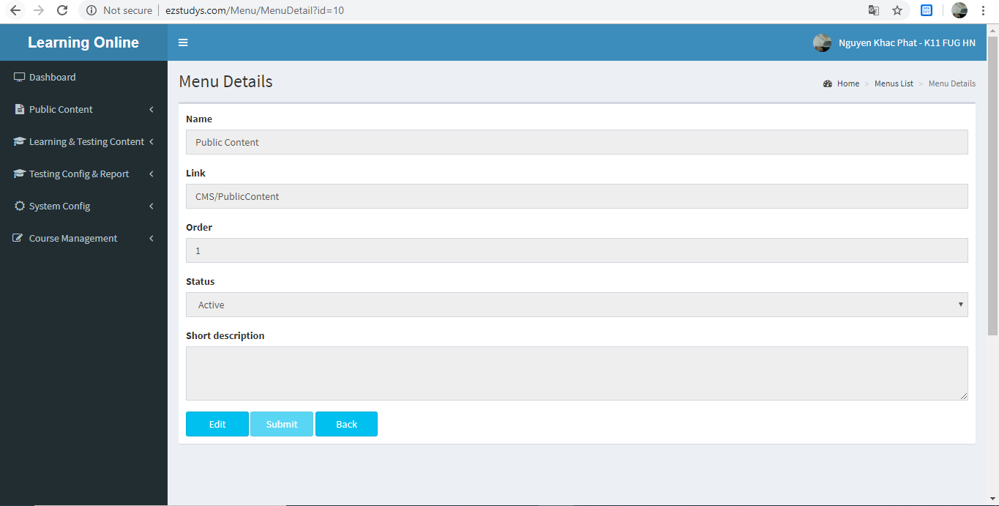 Not secure | ezstudys.com/Menu/MenuDetail?id=10
Learning Online
Nguyen Khac Phat - K11 FUG HN
Dashboard
Public Content
Learning & Testing Content
Testing Config & Report
System Config
Course Management
Menu Details
Home > Menus List > Menu Details
Name
Public Content
Link
CMS/PublicContent
Order
1
Status
Active
Short description
Edit
Submit
Back